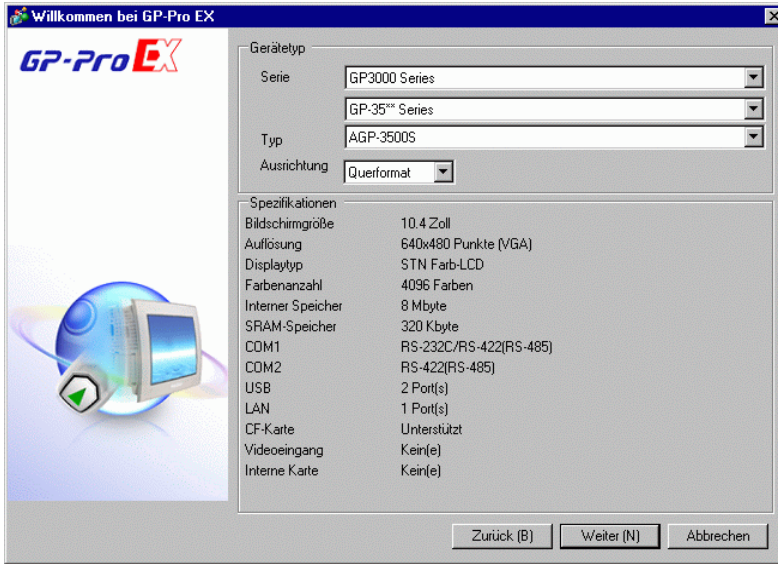 Willkommen bei GP-Pro EX
GP-Pro EX
Gerätetyp
Serie GP3000 Series
GP-35** Series
Typ AGP-3500S
Ausrichtung Querformat
Spezifikationen
Bildschirmgröße 10.4 Zoll
Auflösung 640x480 Punkte (VGA)
Displaytyp STN Farb-LCD
Farbenanzahl 4096 Farben
Interner Speicher 8 Mbyte
SRAM-Speicher 320 Kbyte
COM1 RS-232C/RS-422(RS-485)
COM2 RS-422(RS-485)
USB 2 Port(s)
LAN 1 Port(s)
CF-Karte Unterstützt
Videoeingang Kein(e)
Interne Karte Kein(e)
Zurück (B) Weiter (N) Abbrechen